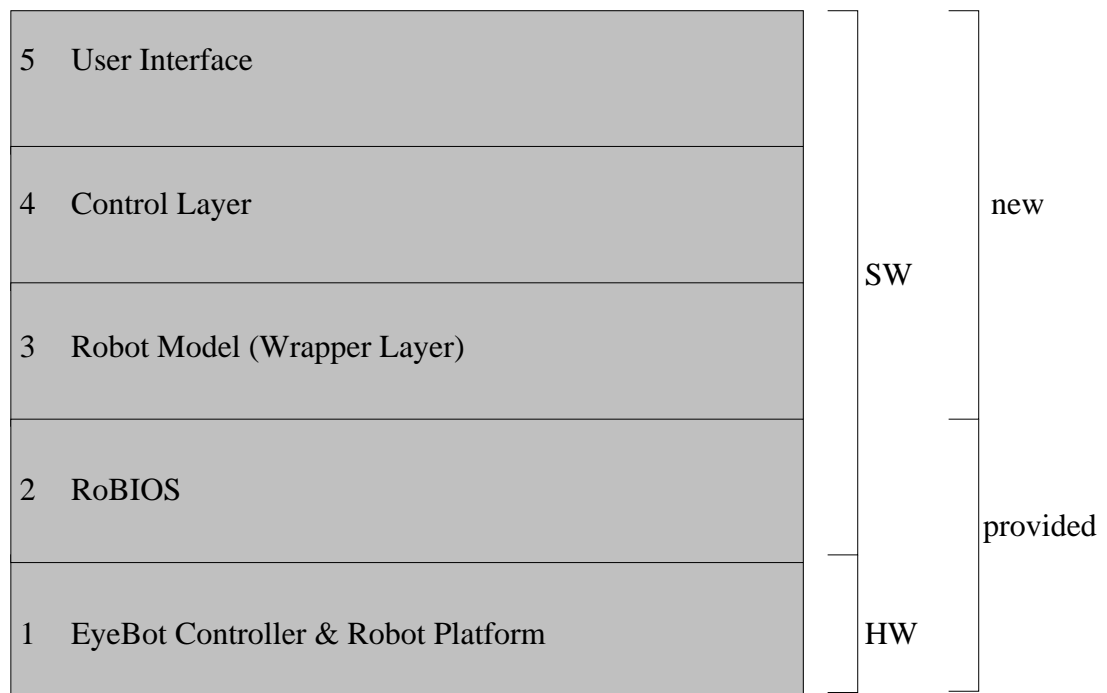 5 User Interface
4 Control Layer
new
SW
3 Robot Model (Wrapper Layer)
2 RoBIOS
provided
1 EyeBot Controller & Robot Platform
HW